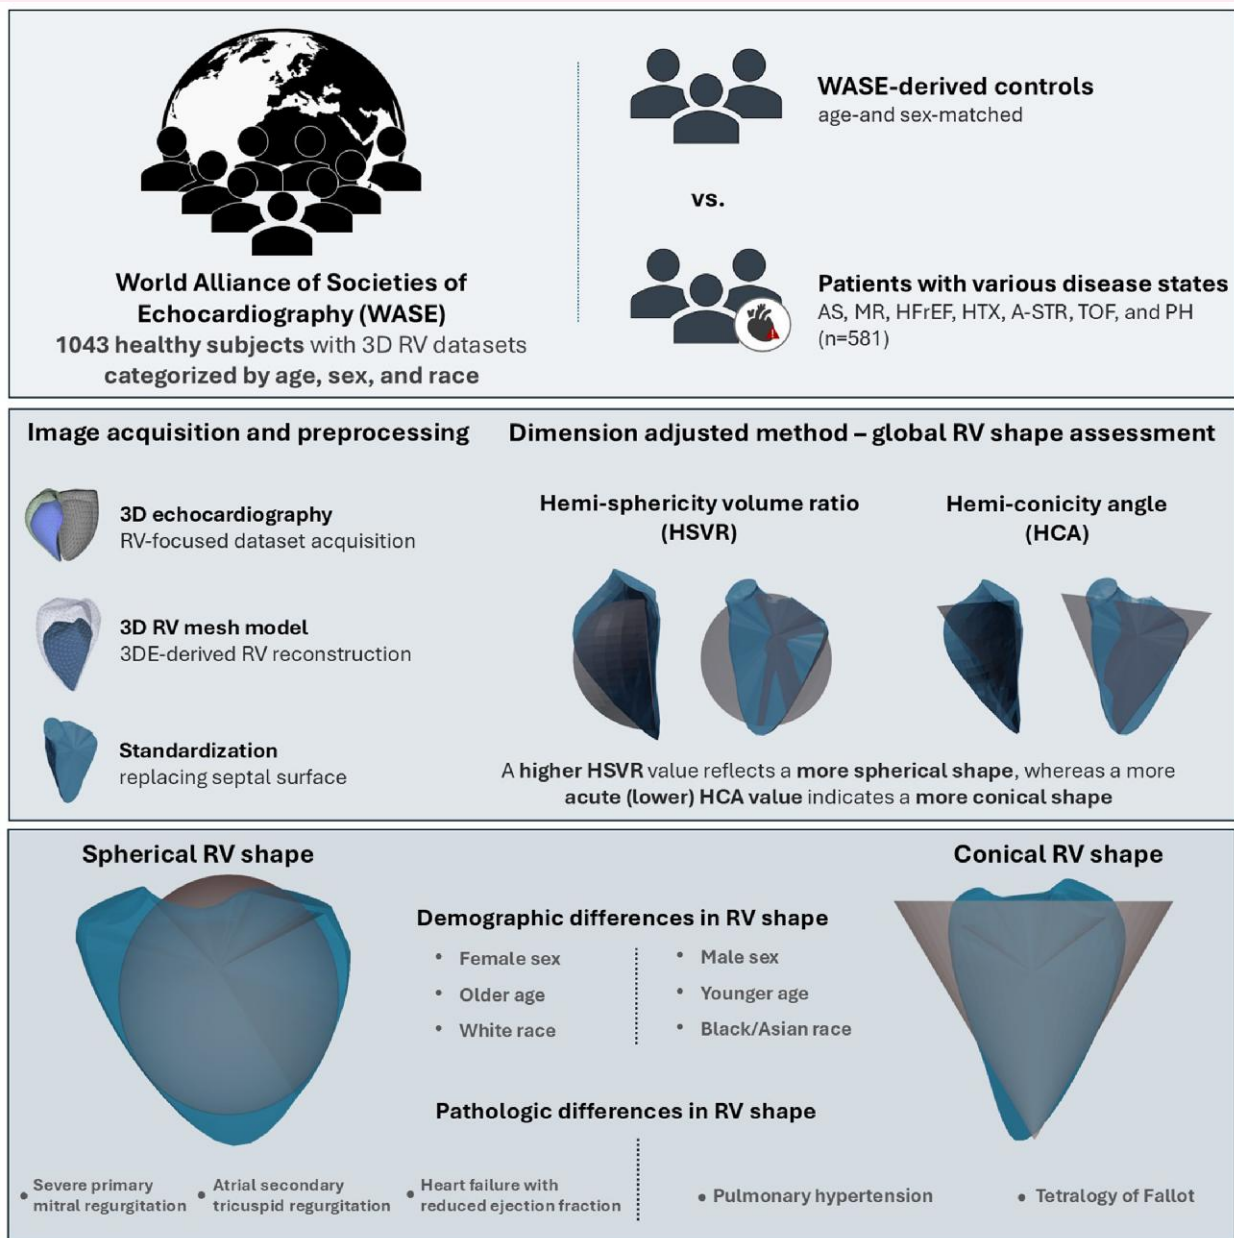 World Alliance of Societies of
Echocardiography (WASE)
1043 healthy subjects with 3D RV datasets
categorized by age, sex, and race
WASE-derived controls
age-and sex-matched
vs.
Patients with various disease states
AS, MR, HFrEF, HTX, A-STR, TOF, and PH
(n=581)
Image acquisition and preprocessing
3D echocardiography
RV-focused dataset acquisition
3D RV mesh model
3DE-derived RV reconstruction
Standardization
replacing septal surface
Dimension adjusted method – global RV shape assessment
Hemi-sphericity volume ratio
(HSVR)
Hemi-conicity angle
(HCA)
A higher HSVR value reflects a more spherical shape, whereas a more
acute (lower) HCA value indicates a more conical shape
Spherical RV shape
Conical RV shape
Demographic differences in RV shape
• Female sex
• Older age
• White race
• Male sex
• Younger age
• Black/Asian race
Pathologic differences in RV shape
• Severe primary
mitral regurgitation
• Atrial secondary
tricuspid regurgitation
• Heart failure with
reduced ejection fraction
• Pulmonary hypertension
• Tetralogy of Fallot